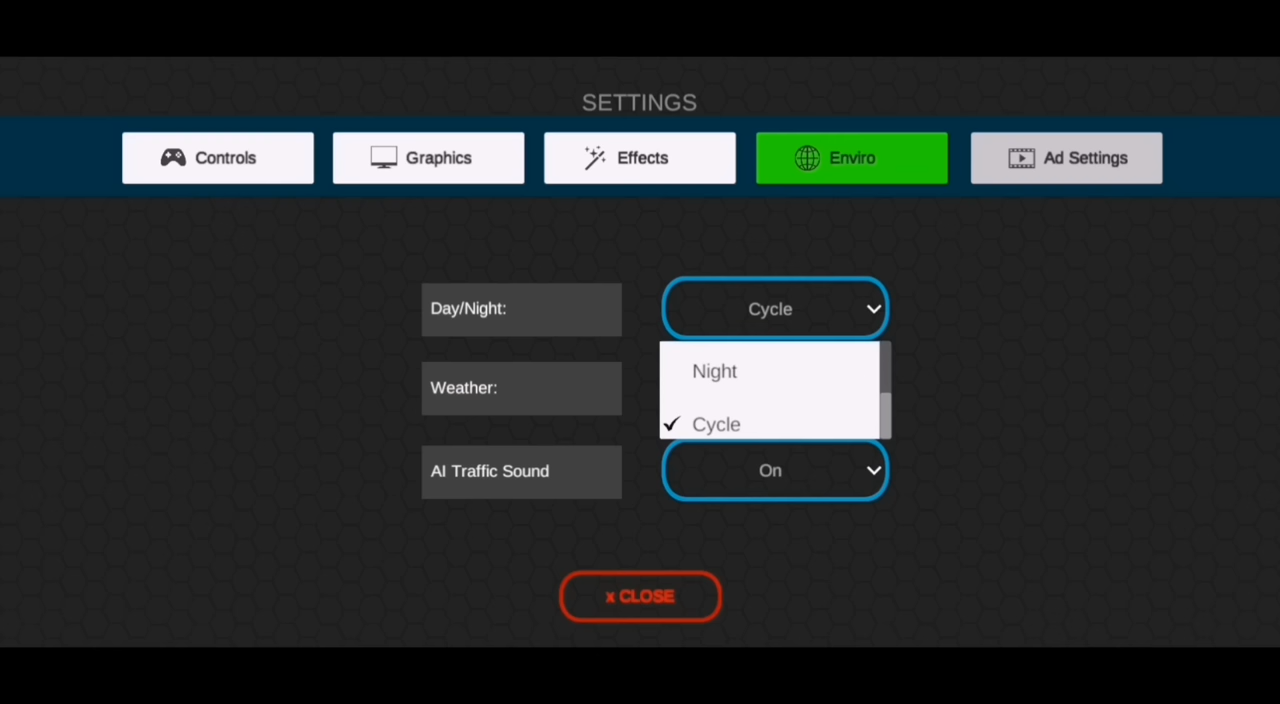 SETTINGS
Controls
Graphics
Effects
Enviro
Ad Settings
Day/Night:
Cycle
Night
Weather:
Cycle
AI Traffic Sound
On
x CLOSE